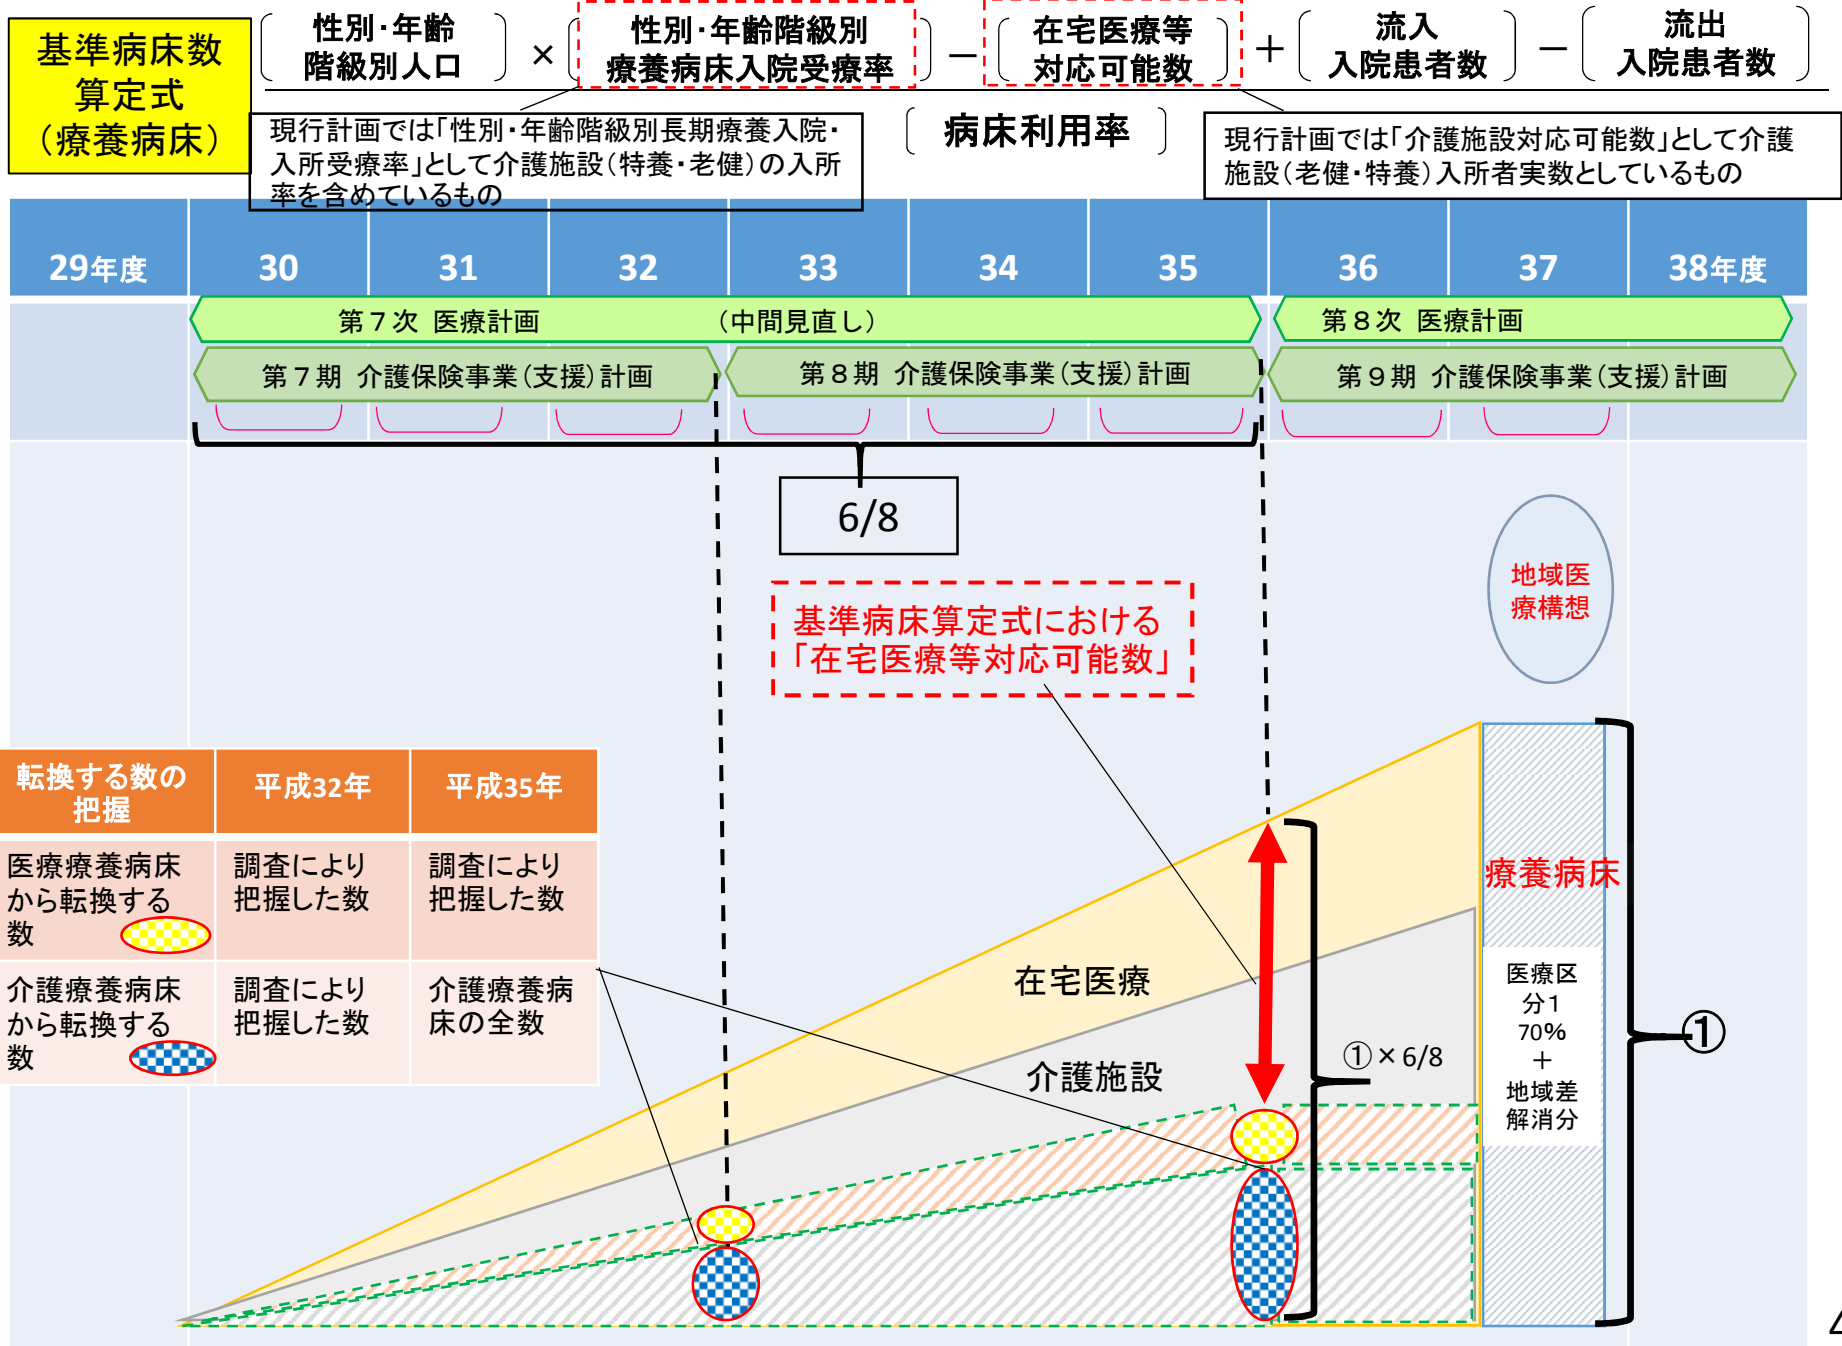 基準病床数
算定式
（療養病床）
性別・年齢
階級別人口
×
性別・年齢階級別
療養病床入院受療率
－
在宅医療等
対応可能数
＋
流入
入院患者数
－
流出
入院患者数
病床利用率
現行計画では「性別・年齢階級別長期療養入院・
入所受療率」として介護施設（特養・老健）の入所
率を含めているもの
現行計画では「介護施設対応可能数」として介護
施設（老健・特養）入所者実数としているもの
29年度 30 31 32 33 34 35 36 37 38年度
第７次 医療計画 （中間見直し）
第８次 医療計画
第７期 介護保険事業（支援）計画
第８期 介護保険事業（支援）計画
第９期 介護保険事業（支援）計画
6/8
地域医
療構想
基準病床算定式における
「在宅医療等対応可能数」
転換する数の
把握
平成32年
平成35年
医療療養病床
から転換する
数
調査により
把握した数
調査により
把握した数
介護療養病床
から転換する
数
調査により
把握した数
介護療養病
床の全数
在宅医療
介護施設
①×6/8
療養病床
医療区
分1
70%
＋
地域差
解消分
①